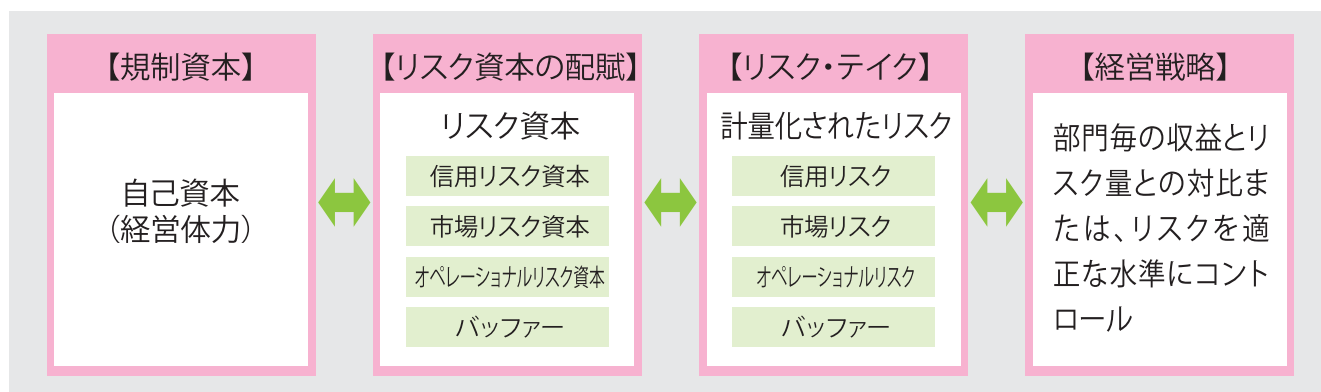 【規制資本】
自己資本
(経営体力)
【リスク資本の配賦】
リスク資本
信用リスク資本
市場リスク資本
オペレーショナルリスク資本
バッファー
【リスク・テイク】
計量化されたリスク
信用リスク
市場リスク
オペレーショナルリスク
バッファー
【経営戦略】
部門毎の収益とリ
スク量との対比ま
たは、リスクを適
正な水準にコント
ロール